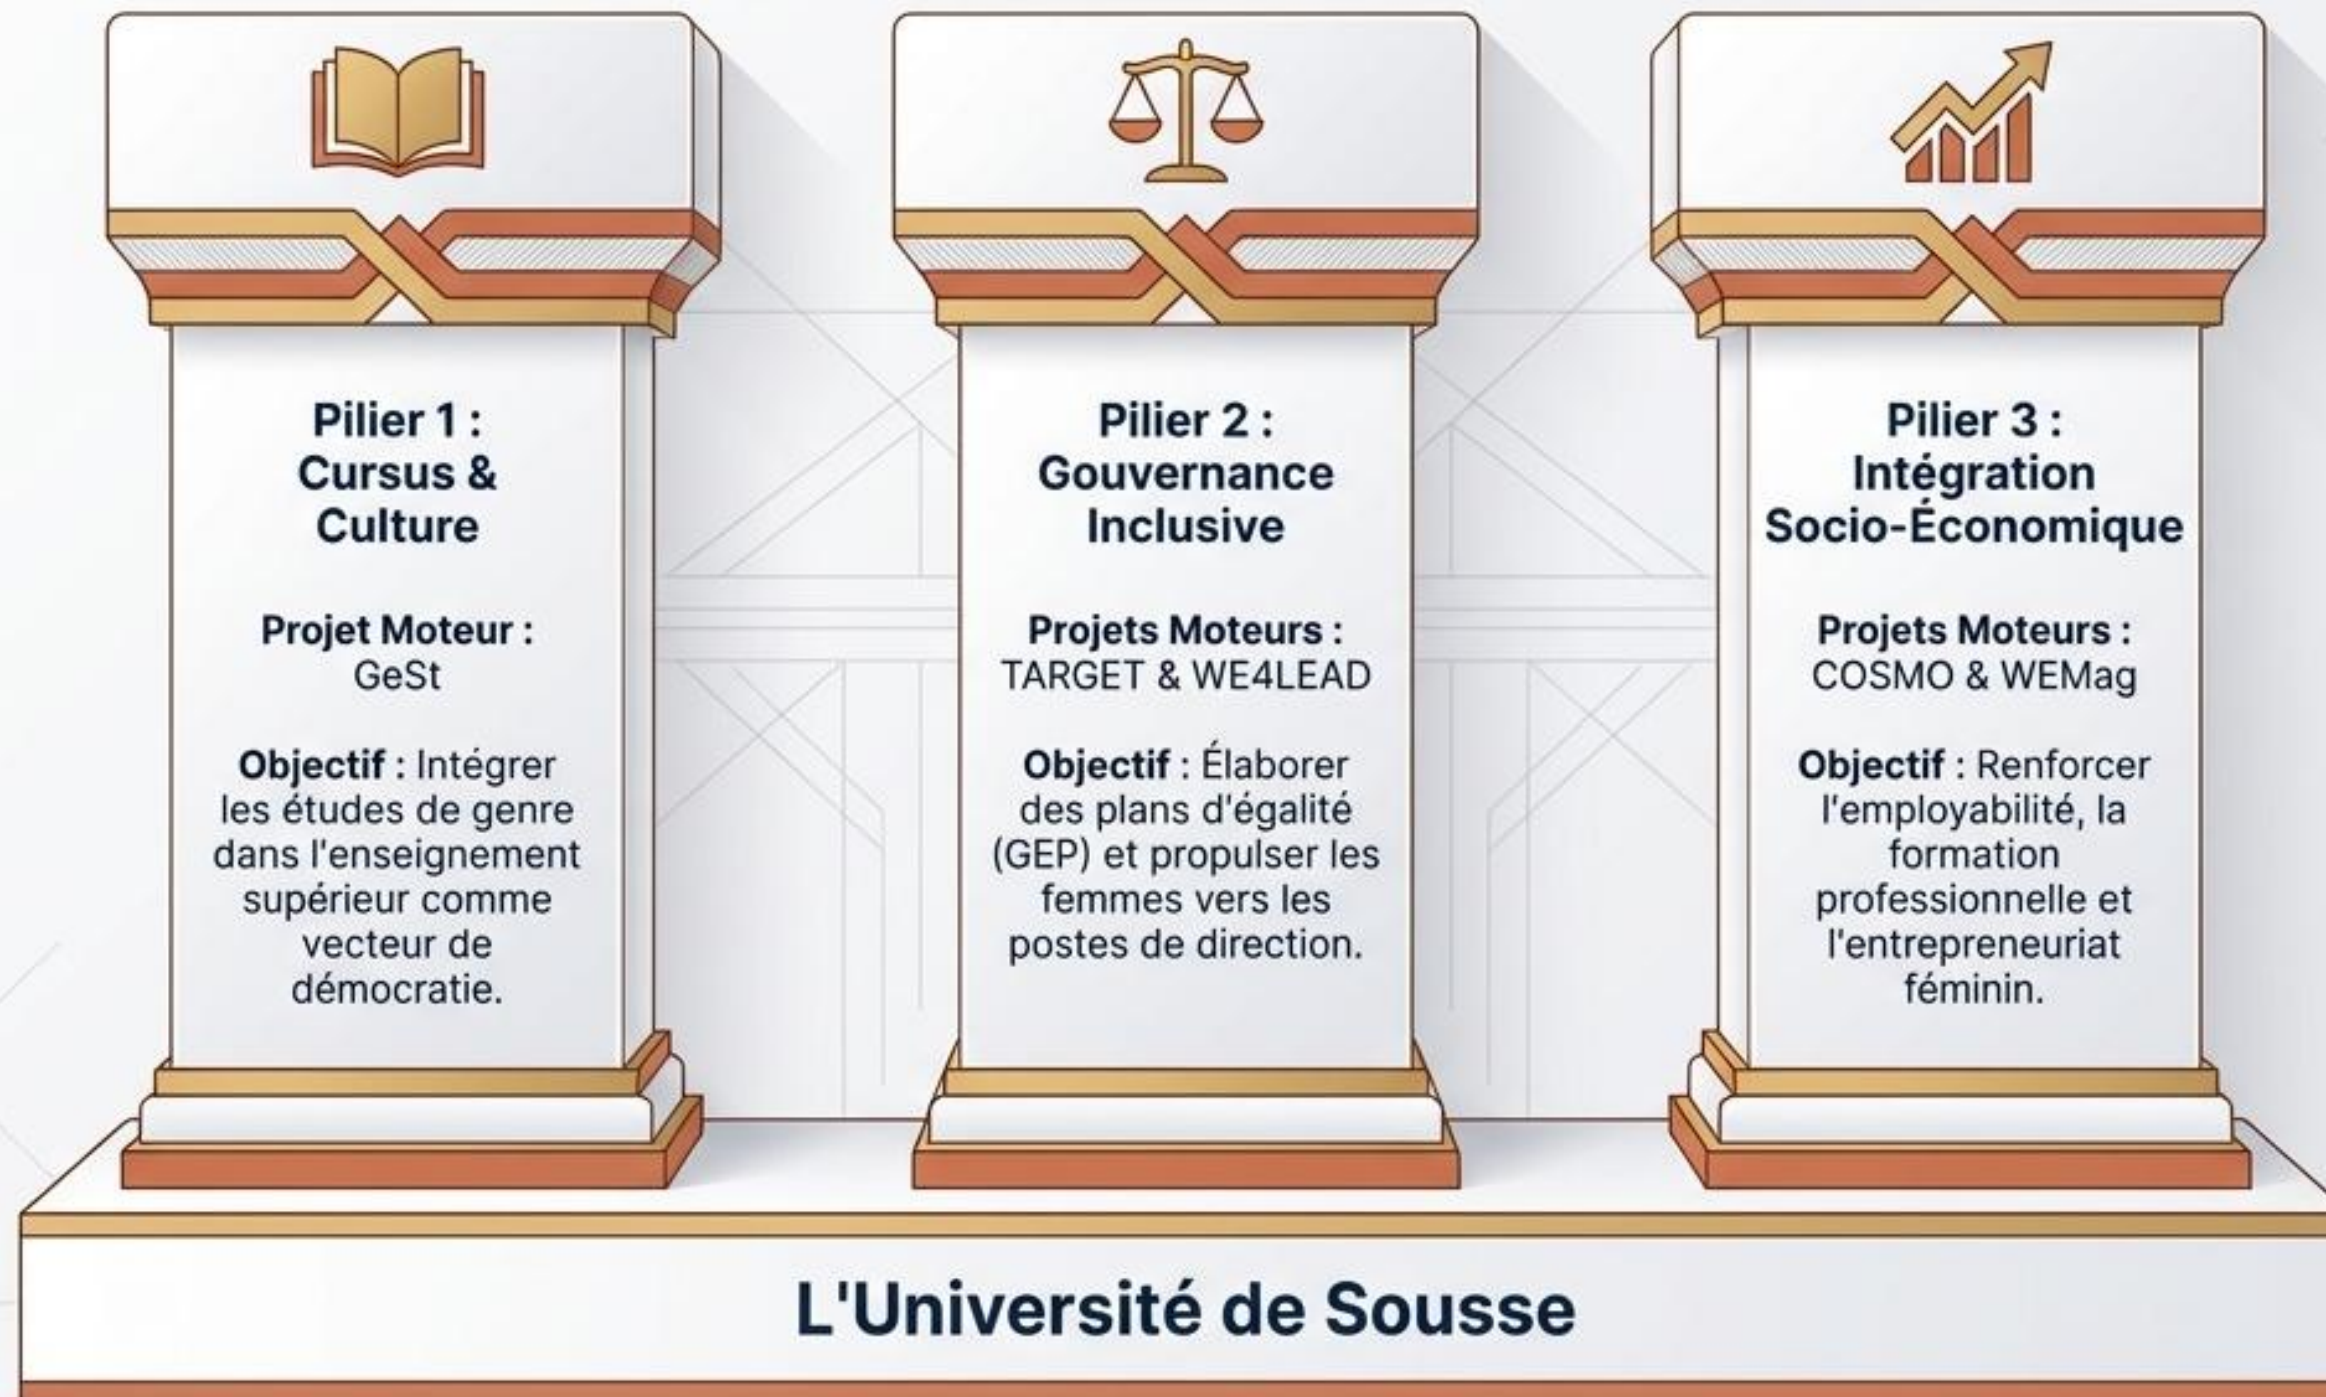 Pilier 1 :
Cursus &
Culture
Projet Moteur :
GeSt
Objectif : Intégrer
les études de genre
dans l'enseignement
supérieur comme
vecteur de
démocratie.
Pilier 2 :
Gouvernance
Inclusive
Projets Moteurs :
TARGET & WE4LEAD
Objectif : Élaborer
des plans d'égalité
(GEP) et propulser les
femmes vers les
postes de direction.
Pilier 3 :
Intégration
Socio-Économique
Projets Moteurs :
COSMO & WEMag
Objectif : Renforcer
l'employabilité, la
formation
professionnelle et
l'entrepreneuriat
féminin.
L'Université de Sousse